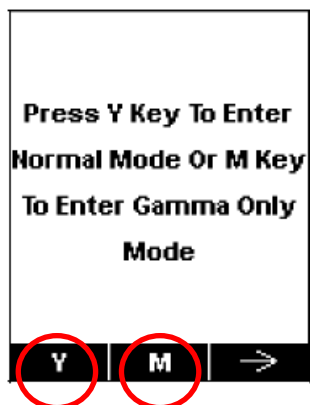 Press Y Key To Enter
Normal Mode Or M Key
To Enter Gamma Only
Mode
Y M →